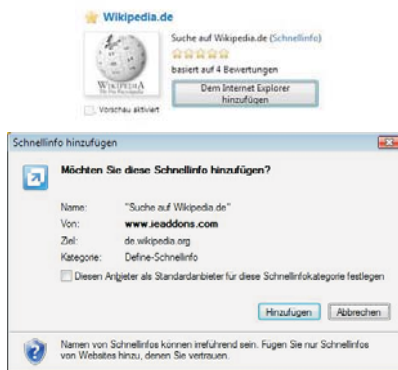 Wikipedia.de
Suche auf Wikipedia.de (Schnellinfo)
basiert auf 4 Bewertungen
WIKIPEDIA
Dem Internet Explorer
hinzufügen
Vorschau aktiviert
Schnellinfo hinzufügen
Möchten Sie diese Schnellinfo hinzufügen?
Name: "Suche auf Wikipedia.de"
Von: www.ieaddons.com
Ziel: de.wikipedia.org
Kategorie: Define-Schnellinfo
Diesen Anbieter als Standardanbieter für diese Schnellinfokategorie festlegen
Hinzufügen Abbrechen
Namen von Schnellinfos können irreführend sein. Fügen Sie nur Schnellinfos
von Websites hinzu, denen Sie vertrauen.